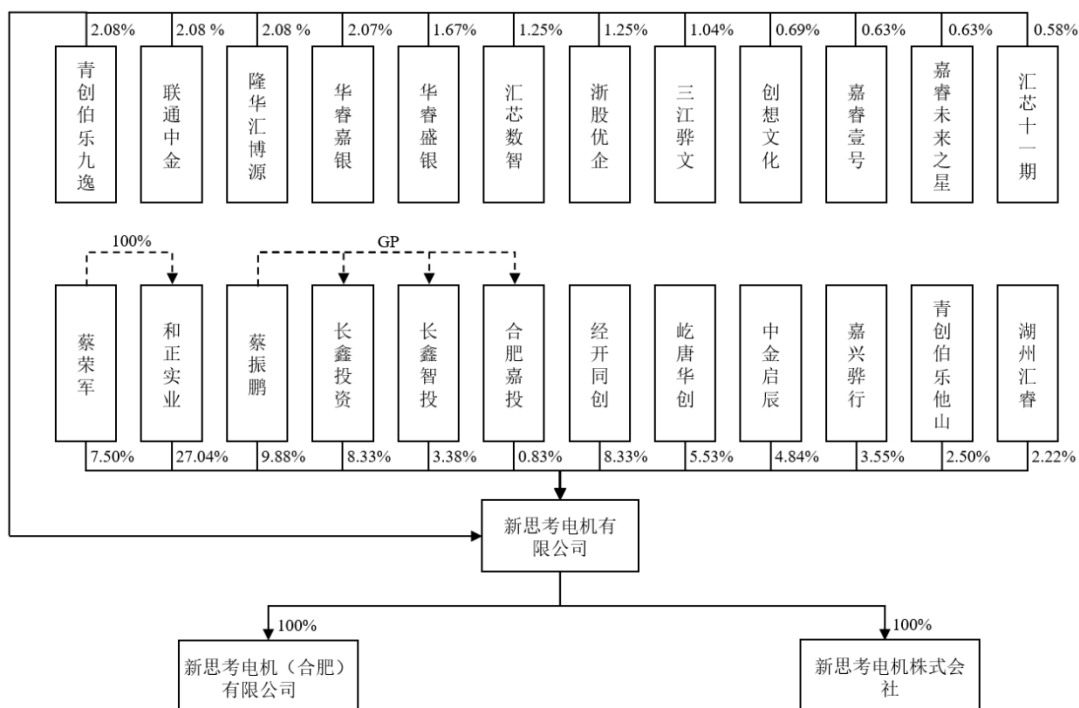 2.08%
2.08 %
2.08 %
2.07%
1.67%
1.25%
1.25%
1.04%
0.69%
0.63%
0.63%
0.58%
青创伯乐九逸
联通中金
隆华汇博源
华睿嘉银
华睿盛银
汇芯数智
浙股优企
三江骅文
创想文化
嘉睿壹号
嘉睿未来之星
汇芯十一期
100%
GP
蔡荣军
和正实业
蔡振鹏
长鑫投资
长鑫智投
合肥嘉投
经开同创
屹唐华创
中金启辰
嘉兴骅行
青创伯乐他山
湖州汇睿
7.50%
27.04%
9.88%
8.33%
3.38%
0.83%
8.33%
5.53%
4.84%
3.55%
2.50%
2.22%
新思考电机有
限公司
100%
100%
新思考电机（合肥）
有限公司
新思考电机株式会
社